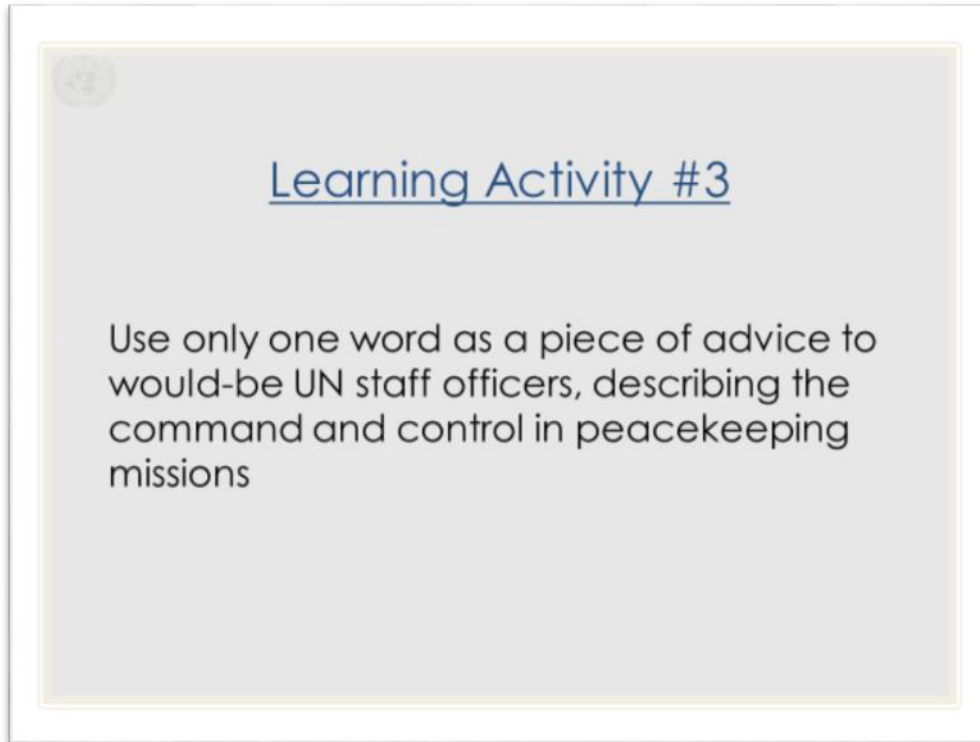 Learning Activity #3
Use only one word as a piece of advice to
would-be UN staff officers, describing the
command and control in peacekeeping
missions